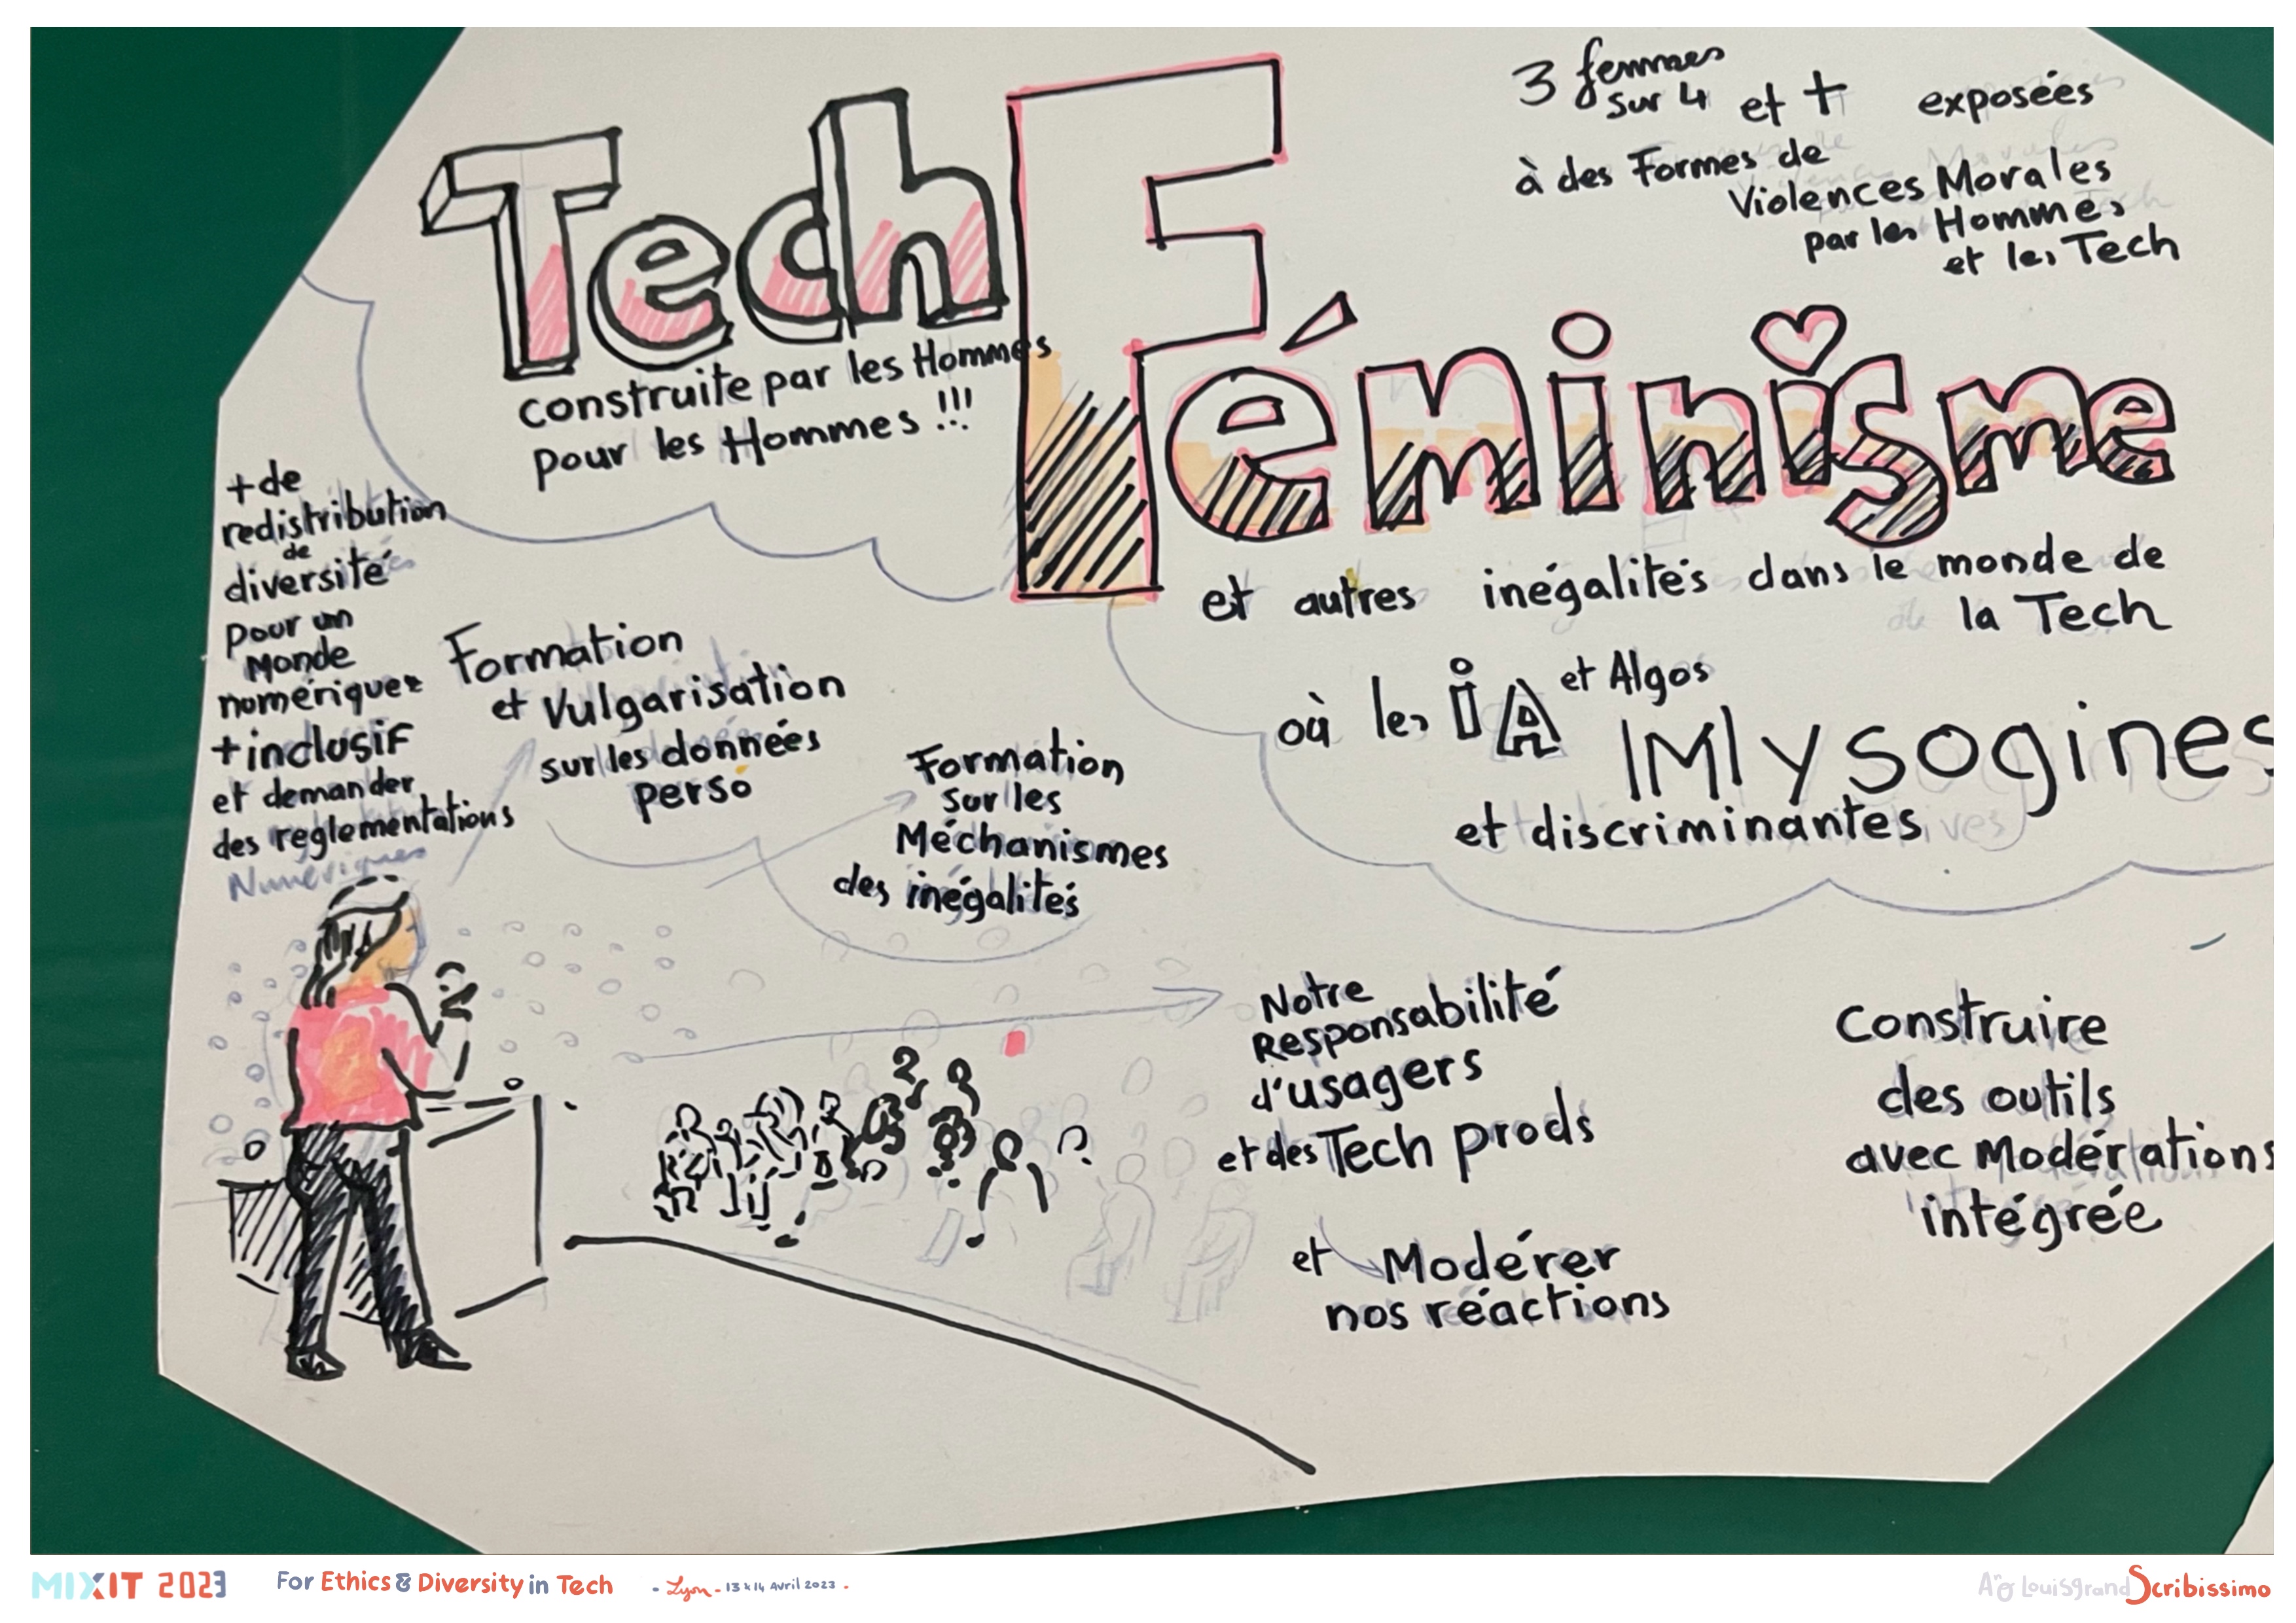 Tech
construite par les Hommes
pour les Hommes !!!
3 femmes
sur 4 et + exposées
à des Formes de
Violences Morales
par les Hommes
et les Tech
Féminisme
et autres inégalités dans le monde de
la Tech
où les iA et Algos
MYsogines
et discriminantes
+ de
redistribution
de
diversité
pour un
Monde
numérique
+ inclusif
et demander
des reglementations
Numériques
Formation
et Vulgarisation
sur les données
perso
Formation
sur les
Méchanismes
des inégalités
Notre
Responsabilité
d'usagers
et des Tech prods
et Modérer
nos réactions
Construire
des outils
avec Modérations
intégrée
MIXIT 2023 For Ethics & Diversity in Tech - Lyon - 13 & 14 Avril 2023 -
Louisgrand Scribissimo